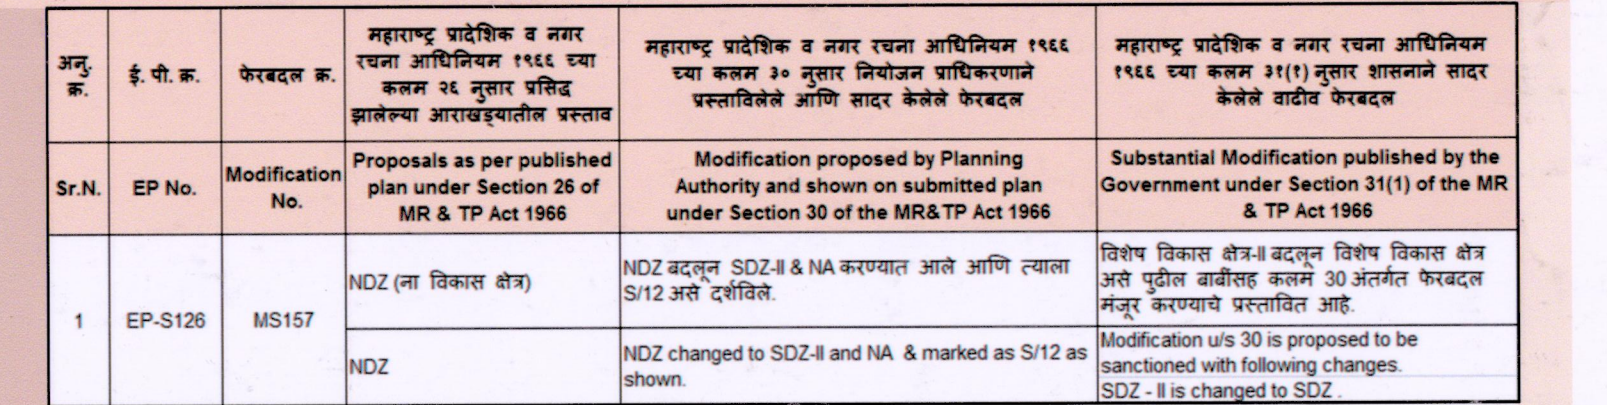 अनु. क्र.
ई. पी. क्र.
फेरबदल क्र.
महाराष्ट्र प्रादेशिक व नगर
रचना आधिनियम १९६६ च्या
कलम २६ नुसार प्रसिद्ध
झालेल्या आराखड्यातील प्रस्ताव
महाराष्ट्र प्रादेशिक व नगर रचना आधिनियम १९६६
च्या कलम ३० नुसार नियोजन प्राधिकरणाने
प्रस्ताविलेले आणि सादर केलेले फेरबदल
महाराष्ट्र प्रादेशिक व नगर रचना आधिनियम
१९६६ च्या कलम ३१(१) नुसार शासनाने सादर
केलेले वाढीव फेरबदल
Sr.N.
EP No.
Modification
No.
Proposals as per published
plan under Section 26 of
MR & TP Act 1966
Modification proposed by Planning
Authority and shown on submitted plan
under Section 30 of the MR&TP Act 1966
Substantial Modification published by the
Government under Section 31(1) of the MR
& TP Act 1966
1
EP-S126
MS157
NDZ (ना विकास क्षेत्र)
NDZ बदलून SDZ-II & NA करण्यात आले आणि त्याला
S/12 असे दर्शविले.
विशेष विकास क्षेत्र-II बदलून विशेष विकास क्षेत्र
असे पुढील बाबींसह कलम 30 अंतर्गत फेरबदल
मंजूर करण्याचे प्रस्तावित आहे.
NDZ
NDZ changed to SDZ-II and NA & marked as S/12 as
shown.
Modification u/s 30 is proposed to be
sanctioned with following changes.
SDZ - II is changed to SDZ .